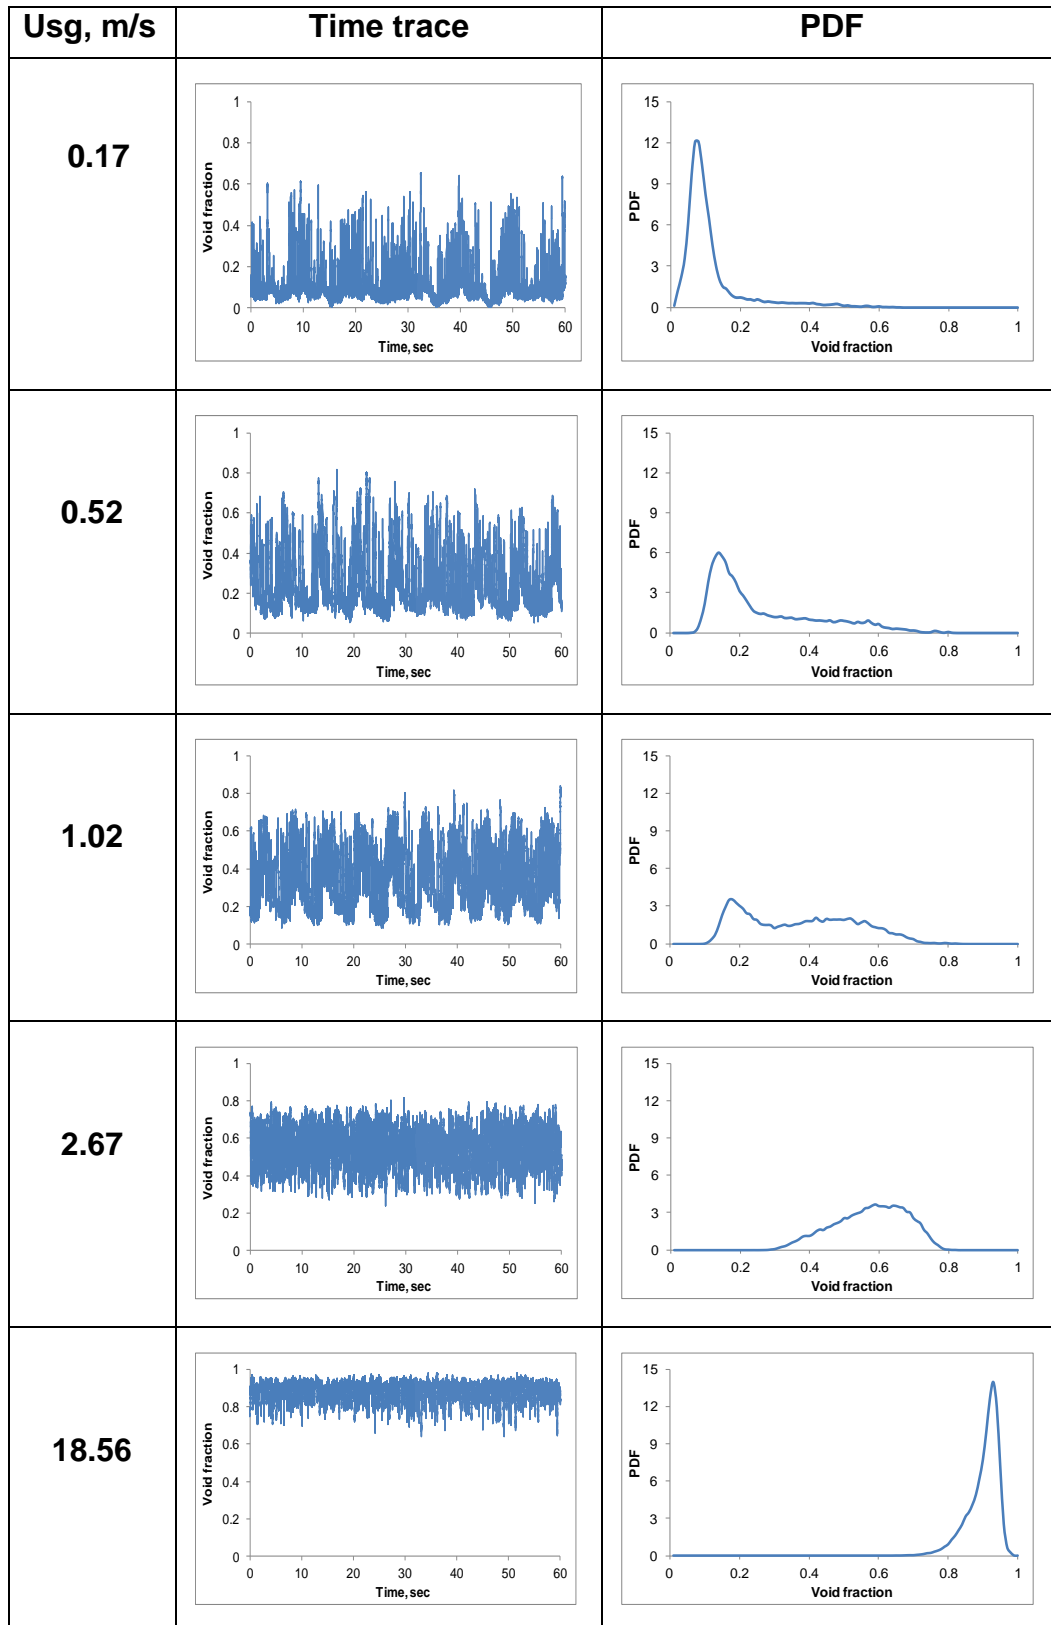 Usg, m/s Time trace PDF
0.17
Void fraction
1
0.8
0.6
0.4
0.2
0
0 10 20 30 40 50 60
Time, sec
PDF
15
12
9
6
3
0
0 0.2 0.4 0.6 0.8 1
Void fraction
0.52
Void fraction
1
0.8
0.6
0.4
0.2
0
0 10 20 30 40 50 60
Time, sec
PDF
15
12
9
6
3
0
0 0.2 0.4 0.6 0.8 1
Void fraction
1.02
Void fraction
1
0.8
0.6
0.4
0.2
0
0 10 20 30 40 50 60
Time, sec
PDF
15
12
9
6
3
0
0 0.2 0.4 0.6 0.8 1
Void fraction
2.67
Void fraction
1
0.8
0.6
0.4
0.2
0
0 10 20 30 40 50 60
Time, sec
PDF
15
12
9
6
3
0
0 0.2 0.4 0.6 0.8 1
Void fraction
18.56
Void fraction
1
0.8
0.6
0.4
0.2
0
0 10 20 30 40 50 60
Time, sec
PDF
15
12
9
6
3
0
0 0.2 0.4 0.6 0.8 1
Void fraction